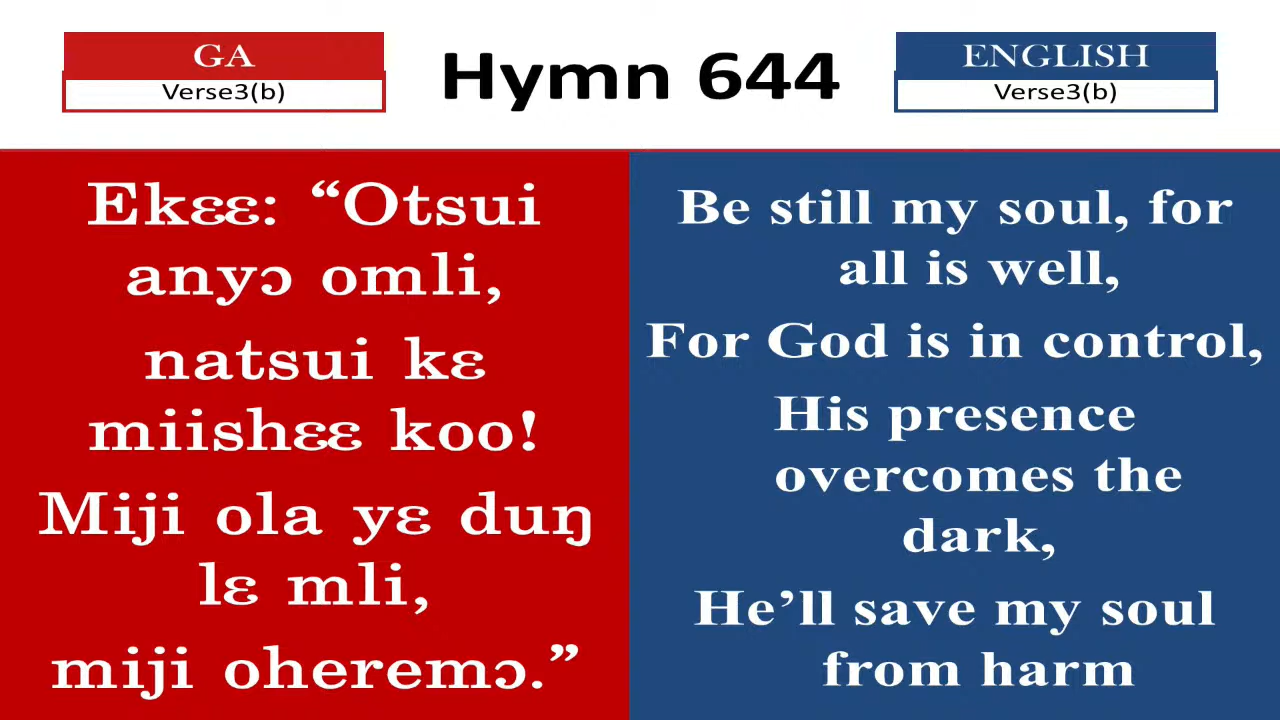 GA
Verse3(b)
Hymn 644
ENGLISH
Verse3(b)
Ekɛɛ: “Otsui
anyɔ omli,
natsui kɛ
miishɛɛ koo!
Miji ola yɛ duŋ
lɛ mli,
miji oheremɔ.”
Be still my soul, for
all is well,
For God is in control,
His presence
overcomes the
dark,
He’ll save my soul
from harm